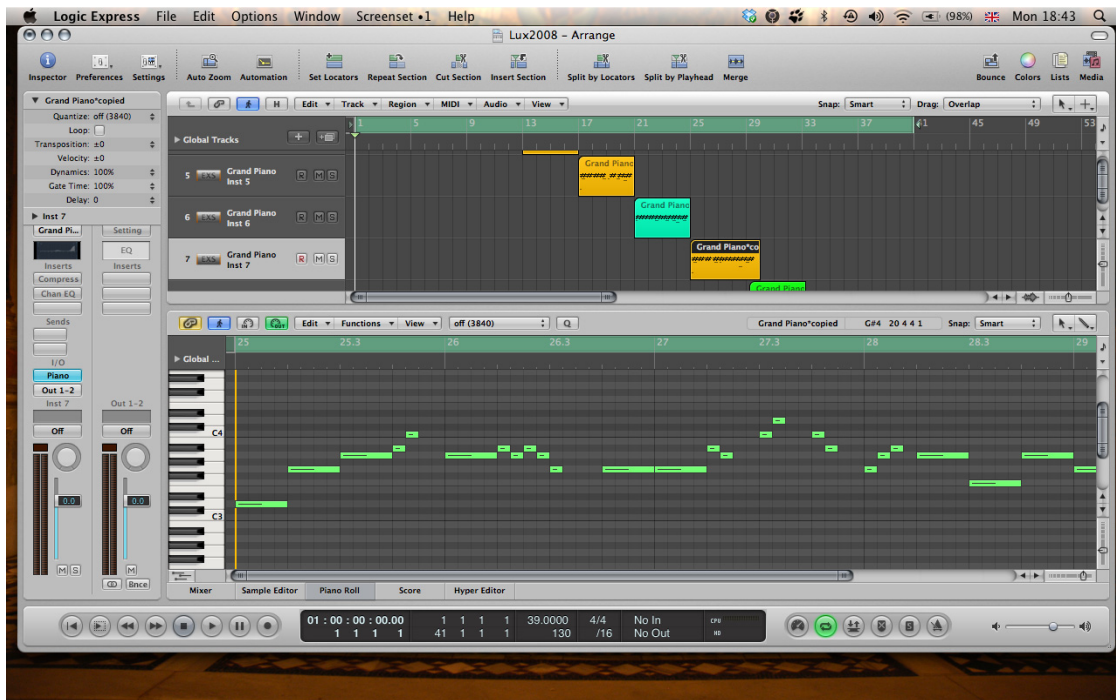 Logic Express File Edit Options Window Screenset •1 Help (98%) Mon 18:43
Lux2008 – Arrange
Inspector Preferences Settings Auto Zoom Automation Set Locators Repeat Section Cut Section Insert Section Split by Locators Split by Playhead Merge Bounce Colors Lists Media
Grand Piano*copied
Quantize: off (3840)
Loop:
Transposition: ±0
Velocity: ±0
Dynamics: 100%
Gate Time: 100%
Delay: 0
Inst 7
Grand Pi... Setting
EQ
Inserts Inserts
Compress
Chan EQ
Sends
I/O
Piano
Out 1-2
Inst 7 Out 1-2
Off Off
0.0 0.0
M S M
Bnce
H Edit Track Region MIDI Audio View Snap: Smart Drag: Overlap
Global Tracks
1 5 9 13 17 21 25 29 33 37 41 45 49 53
5 EXS Grand Piano R M S
Inst 5
6 EXS Grand Piano R M S
Inst 6
7 EXS Grand Piano R M S
Inst 7
Grand Piano
Grand Piano
Grand Piano*co
Grand Piano
OUT Edit Functions View off (3840) Q Grand Piano*copied G#4 20 4 4 1 Snap: Smart
Global ...
25 25.3 26 26.3 27 27.3 28 28.3 29
C4
C3
Mixer Sample Editor Piano Roll Score Hyper Editor
01 : 00 : 00 : 00.00 1 1 1 1 39.0000 4/4 No In CPU
1 1 1 1 41 1 1 1 130 /16 No Out HD